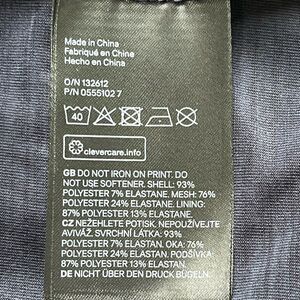 Made in China
Fabriqué en Chine
Hecho en China
O/N 132612
P/N 0555102 7
40
clevercare.info
GB DO NOT IRON ON PRINT. DO
NOT USE SOFTENER. SHELL: 93%
POLYESTER 7% ELASTANE. MESH: 76%
POLYESTER 24% ELASTANE. LINING:
87% POLYESTER 13% ELASTANE.
CZ NEŽEHLETE POTISK. NEPOUŽÍVEJTE
AVIVÁŽ. SVRCHNÍ LÁTKA: 93%
POLYESTER 7% ELASTAN. OKA: 76%
POLYESTER 24% ELASTAN. PODŠÍVKA:
87% POLYESTER 13% ELASTAN.
DE NICHT ÜBER DEN DRUCK BÜGELN.